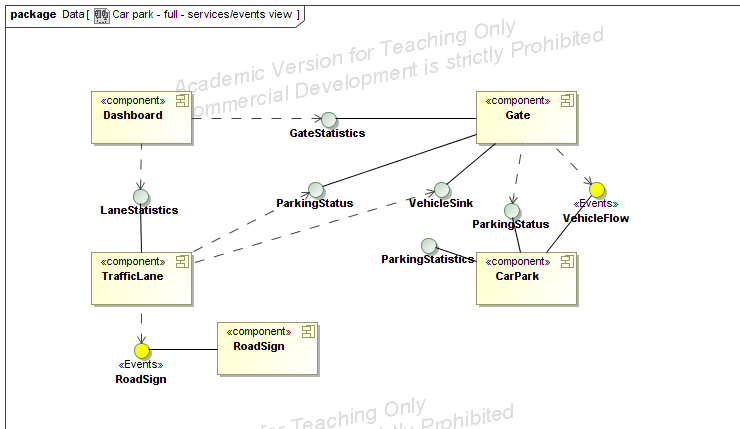 package Data[ Car park - full - services/events view ]
Academic Version for Teaching Only
Commercial Development is strictly Prohibited
«component»
Dashboard
«component»
Gate
GateStatistics
LaneStatistics
ParkingStatus
VehicleSink
ParkingStatus
«Events»
VehicleFlow
ParkingStatistics
«component»
TrafficLane
«component»
CarPark
«component»
RoadSign
«Events»
RoadSign
for Teaching Only
Prohibited